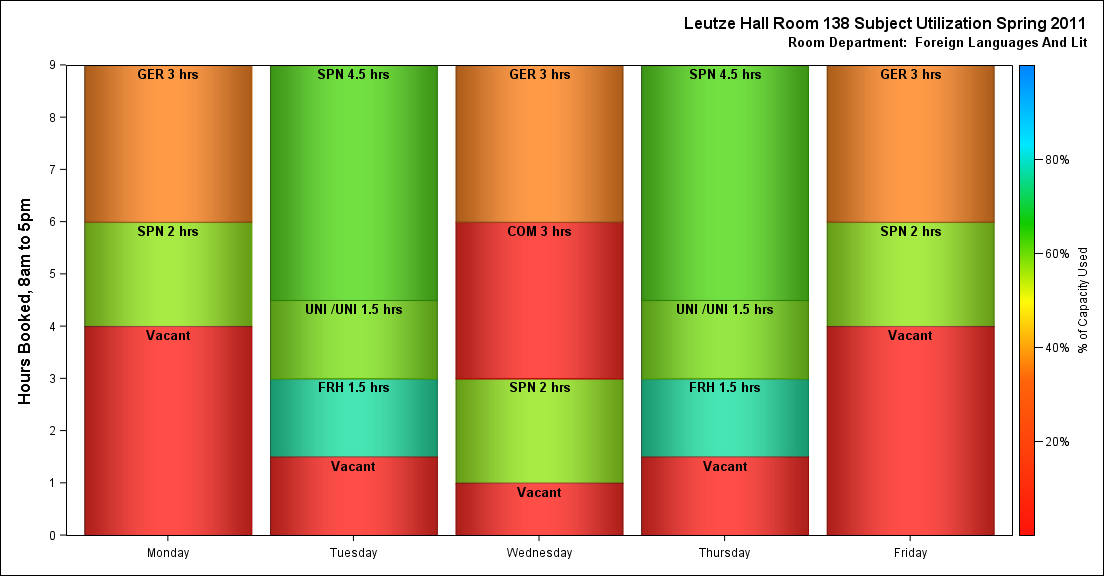 Leutze Hall Room 138 Subject Utilization Spring 2011
Room Department:  Foreign Languages And Lit
Hours Booked, 8am to 5pm
9
8
7
6
5
4
3
2
1
0
GER 3 hrs
SPN 2 hrs
Vacant
Monday
SPN 4.5 hrs
UNI /UNI 1.5 hrs
FRH 1.5 hrs
Vacant
Tuesday
GER 3 hrs
COM 3 hrs
SPN 2 hrs
Vacant
Wednesday
SPN 4.5 hrs
UNI /UNI 1.5 hrs
FRH 1.5 hrs
Vacant
Thursday
GER 3 hrs
SPN 2 hrs
Vacant
Friday
80%
60%
40%
20%
% of Capacity Used